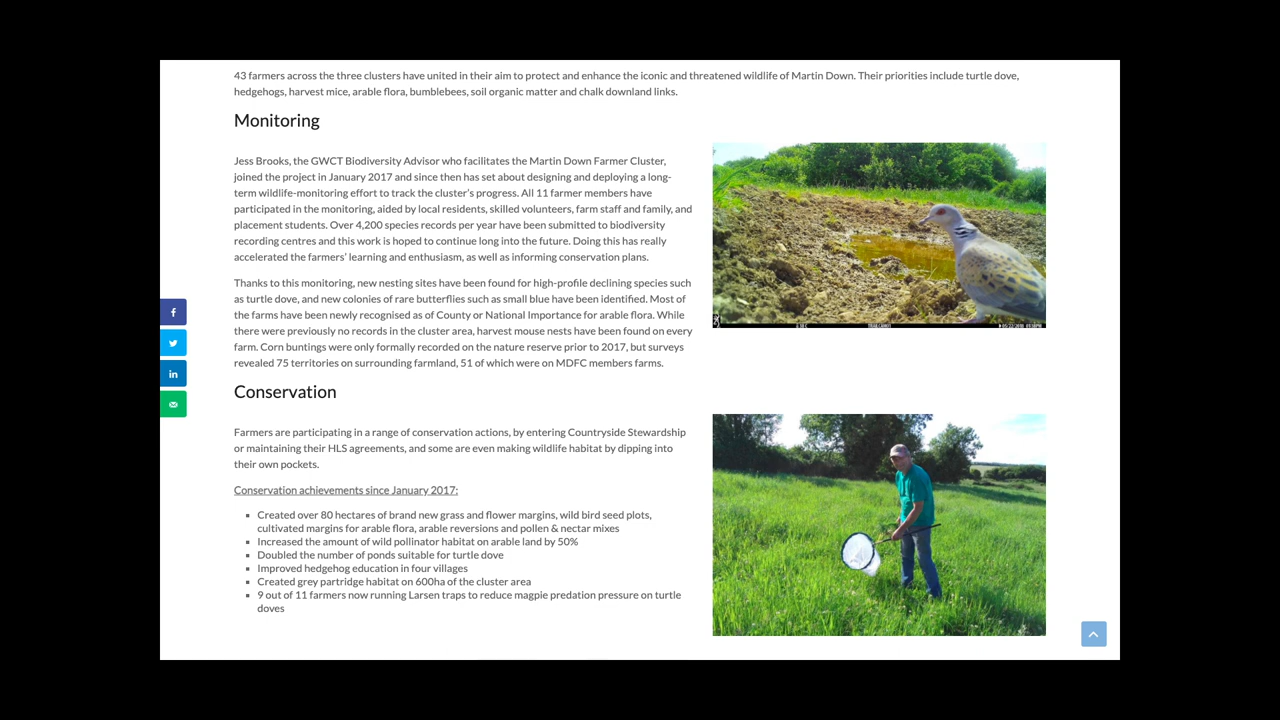 43 farmers across the three clusters have united in their aim to protect and enhance the iconic and threatened wildlife of Martin Down. Their priorities include turtle dove,
hedgehogs, harvest mice, arable flora, bumblebees, soil organic matter and chalk downland links.
Monitoring
Jess Brooks, the GWCT Biodiversity Advisor who facilitates the Martin Down Farmer Cluster,
joined the project in January 2017 and since then has set about designing and deploying a long-
term wildlife-monitoring effort to track the cluster's progress. All 11 farmer members have
participated in the monitoring, aided by local residents, skilled volunteers, farm staff and family, and
placement students. Over 4,200 species records per year have been submitted to biodiversity
recording centres and this work is hoped to continue long into the future. Doing this has really
accelerated the farmers' learning and enthusiasm, as well as informing conservation plans.
Thanks to this monitoring, new nesting sites have been found for high-profile declining species such
as turtle dove, and new colonies of rare butterflies such as small blue have been identified. Most of
the farms have been newly recognised as of County or National Importance for arable flora. While
there were previously no records in the cluster area, harvest mouse nests have been found on every
farm. Corn buntings were only formally recorded on the nature reserve prior to 2017, but surveys
revealed 75 territories on surrounding farmland, 51 of which were on MDFC members farms.
Conservation
Farmers are participating in a range of conservation actions, by entering Countryside Stewardship
or maintaining their HLS agreements, and some are even making wildlife habitat by dipping into
their own pockets.
Conservation achievements since January 2017:
Created over 80 hectares of brand new grass and flower margins, wild bird seed plots,
cultivated margins for arable flora, arable reversions and pollen & nectar mixes
Increased the amount of wild pollinator habitat on arable land by 50%
Doubled the number of ponds suitable for turtle dove
Improved hedgehog education in four villages
Created grey partridge habitat on 600ha of the cluster area
9 out of 11 farmers now running Larsen traps to reduce magpie predation pressure on turtle
doves